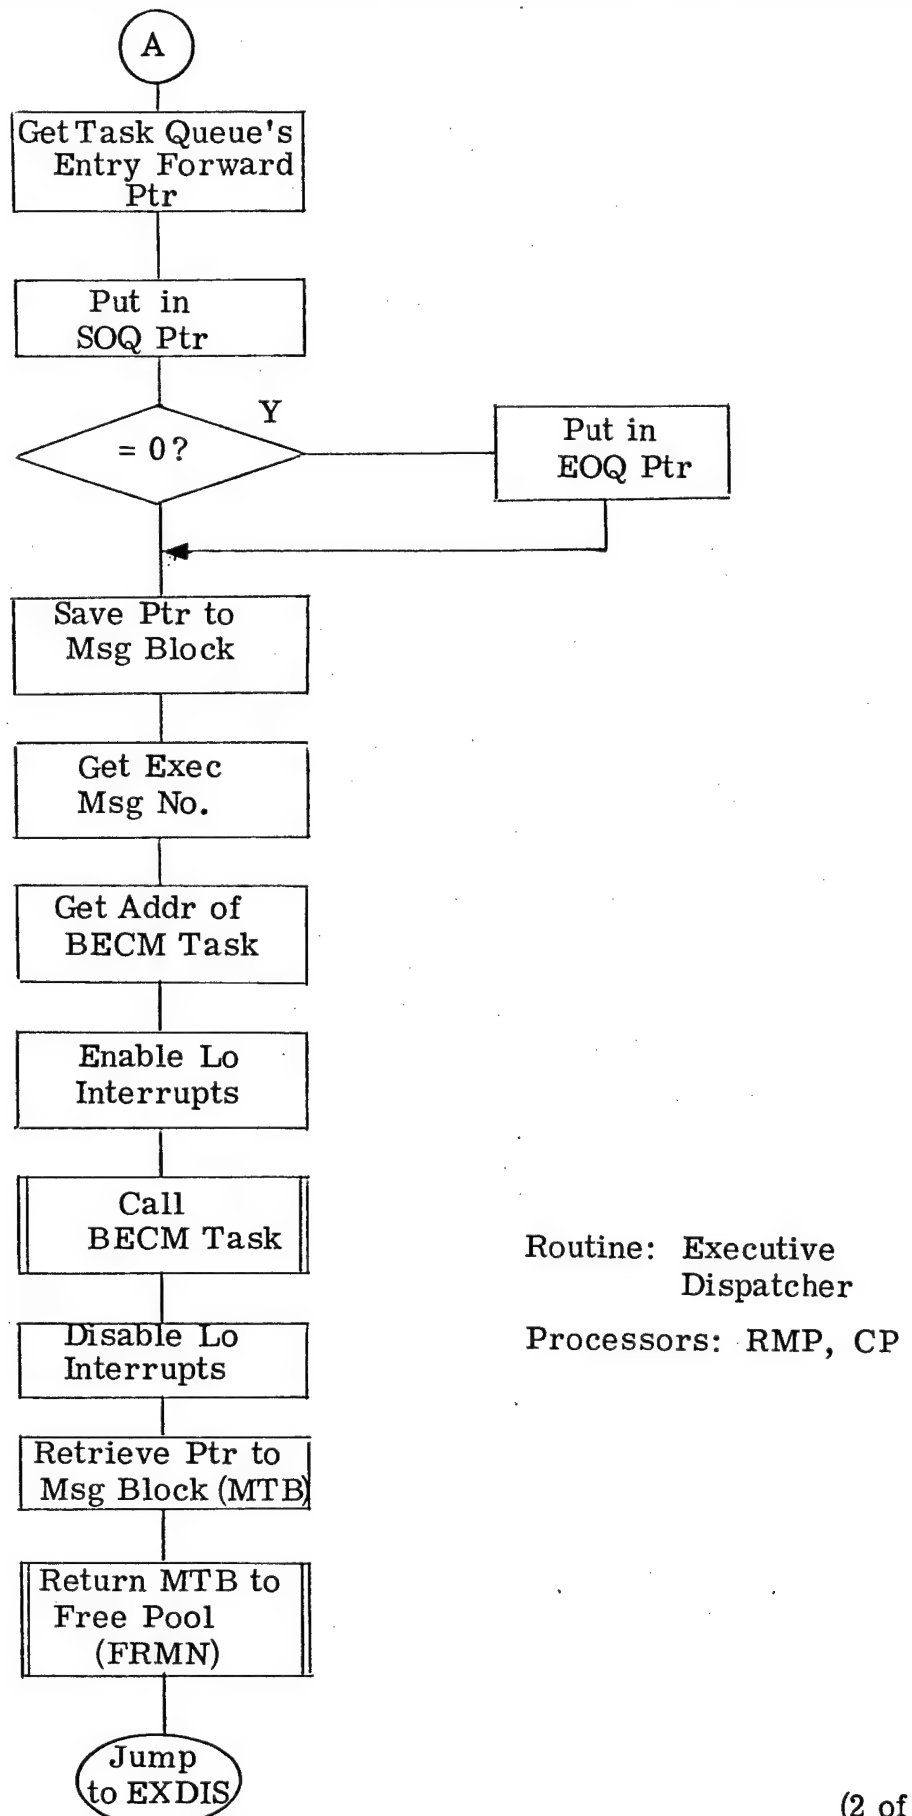 A
Get Task Queue's
Entry Forward
Ptr
Put in
SOQ Ptr
= 0?
Y
Put in
EOQ Ptr
Save Ptr to
Msg Block
Get Exec
Msg No.
Get Addr of
BECM Task
Enable Lo
Interrupts
Call
BECM Task
Disable Lo
Interrupts
Retrieve Ptr to
Msg Block (MTB)
Return MTB to
Free Pool
(FRMN)
Jump
to EXDIS
Routine: Executive
Dispatcher
Processors: RMP, CP
(2 of